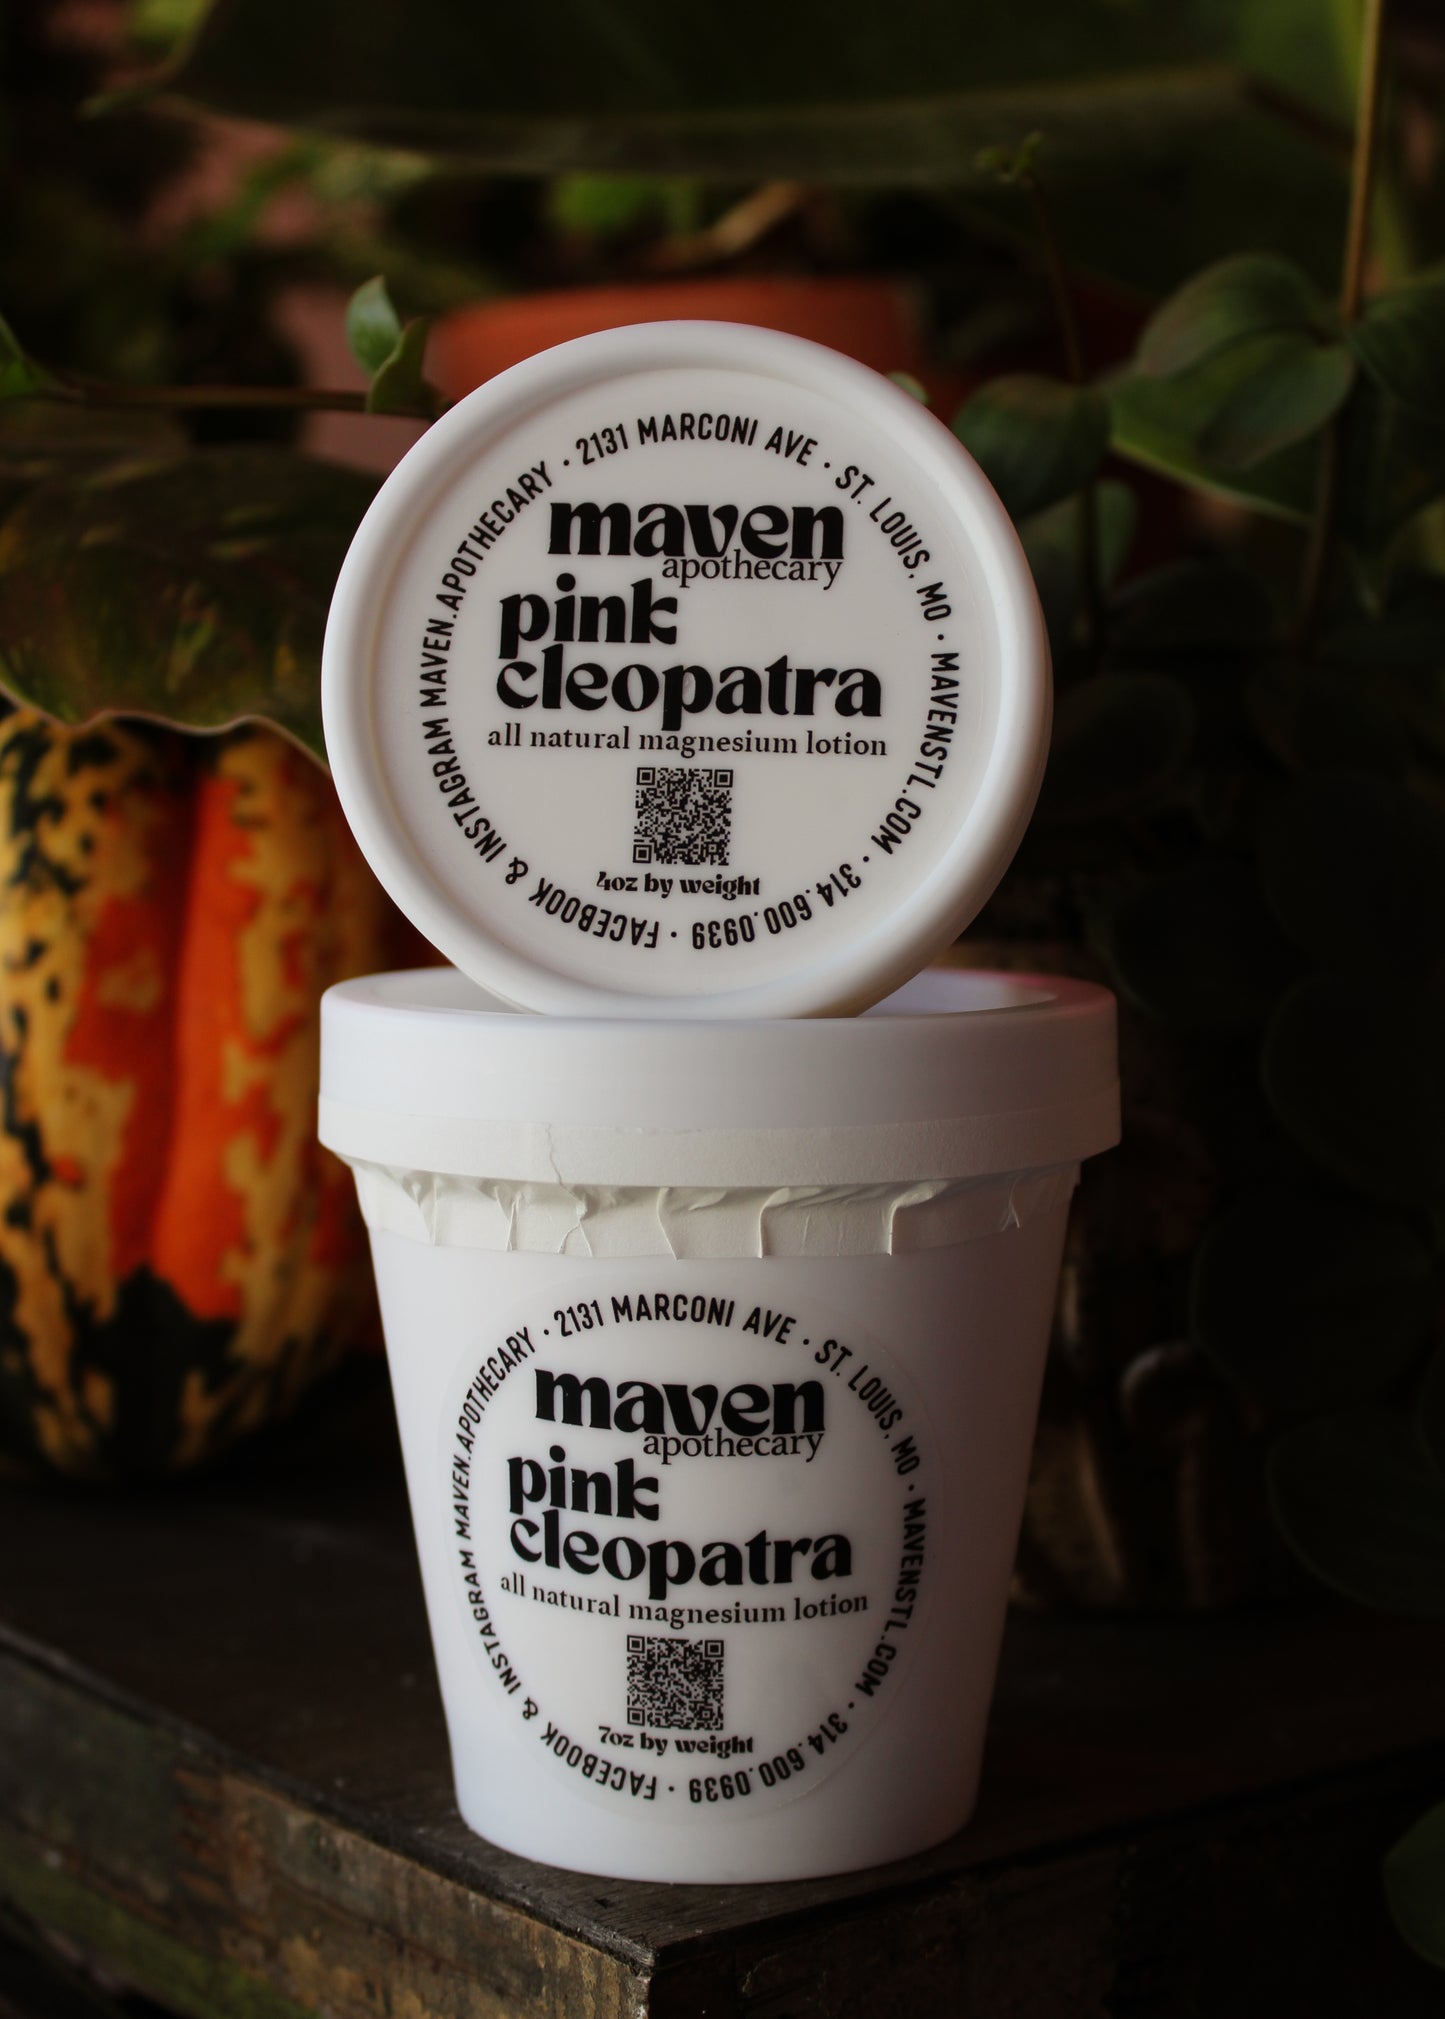 2131 MARCONI AVE • ST. LOUIS, MO • MAVENSTL.COM • 314.600.0939 • FACEBOOK & INSTAGRAM MAVEN.APOTHECARY •
maven
apothecary
pink
cleopatra
all natural magnesium lotion
4oz by weight
2131 MARCONI AVE • ST. LOUIS, MO • MAVENSTL.COM • 314.600.0939 • FACEBOOK & INSTAGRAM MAVEN.APOTHECARY •
maven
apothecary
pink
cleopatra
all natural magnesium lotion
7oz by weight